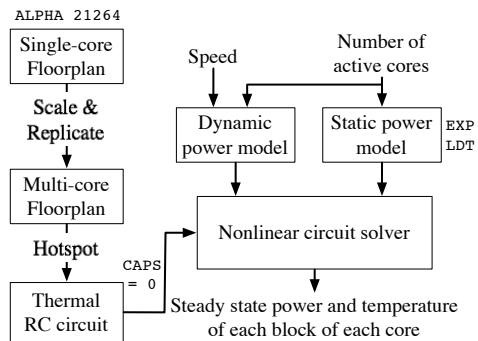 ALPHA 21264
Single-core
Floorplan
Scale &
Replicate
Multi-core
Floorplan
Hotspot
Thermal
RC circuit
CAPS
= 0
Speed
Number of
active cores
Dynamic
power model
Static power
model
EXP
LDT
Nonlinear circuit solver
Steady state power and temperature
of each block of each core